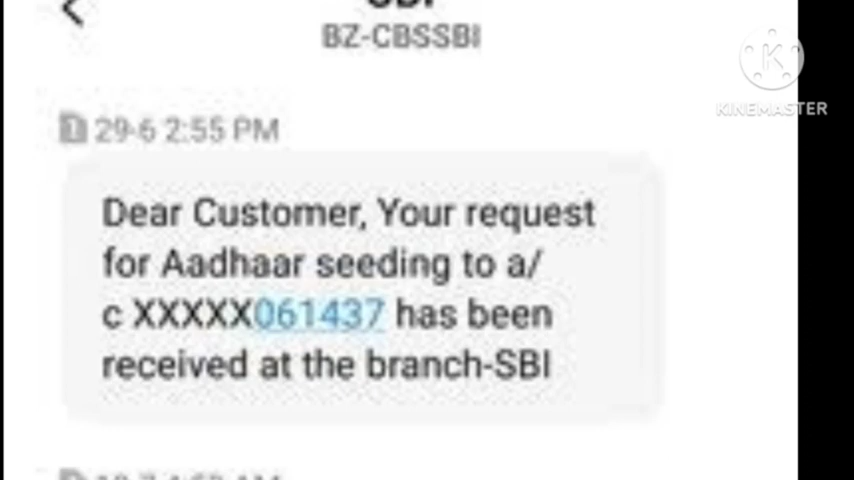 BZ-CBSSBI
KINEMASTER
29-6 2:55 PM
Dear Customer, Your request
for Aadhaar seeding to a/
c XXXXX061437 has been
received at the branch-SBI